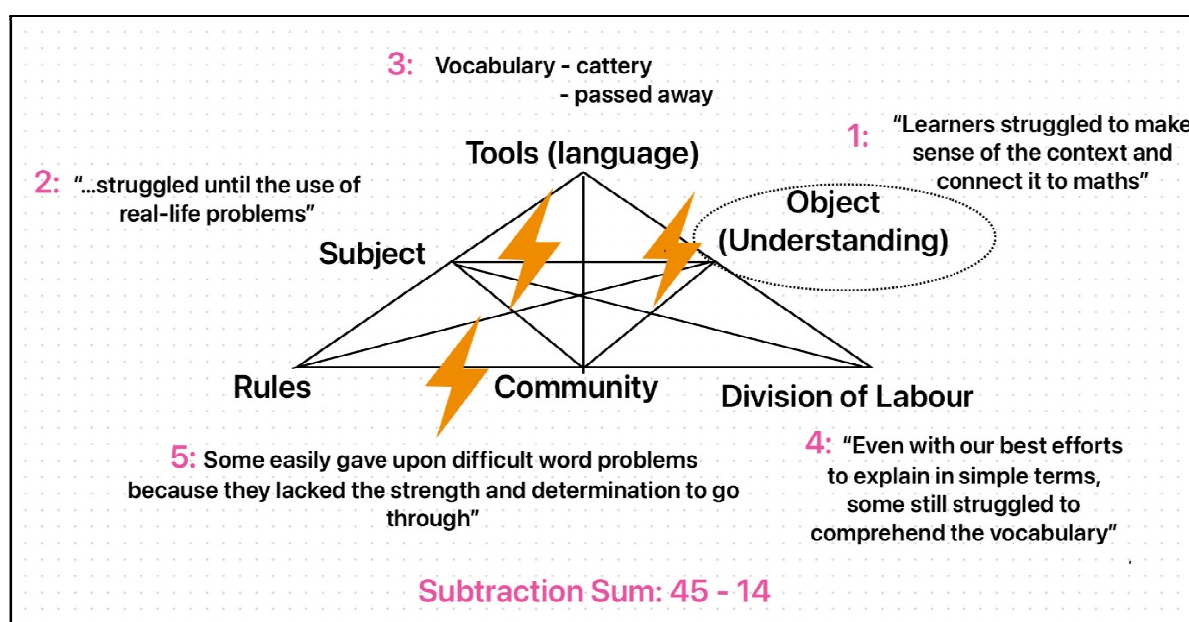 3: Vocabulary - cattery
- passed away
1: “Learners struggled to make
sense of the context and
connect it to maths”
Tools (language)
2: “...struggled until the use of
real-life problems”
Object
(Understanding)
Subject
Rules
Community
Division of Labour
5: Some easily gave upon difficult word problems
because they lacked the strength and determination to go
through”
4: “Even with our best efforts
to explain in simple terms,
some still struggled to
comprehend the vocabulary”
Subtraction Sum: 45 - 14